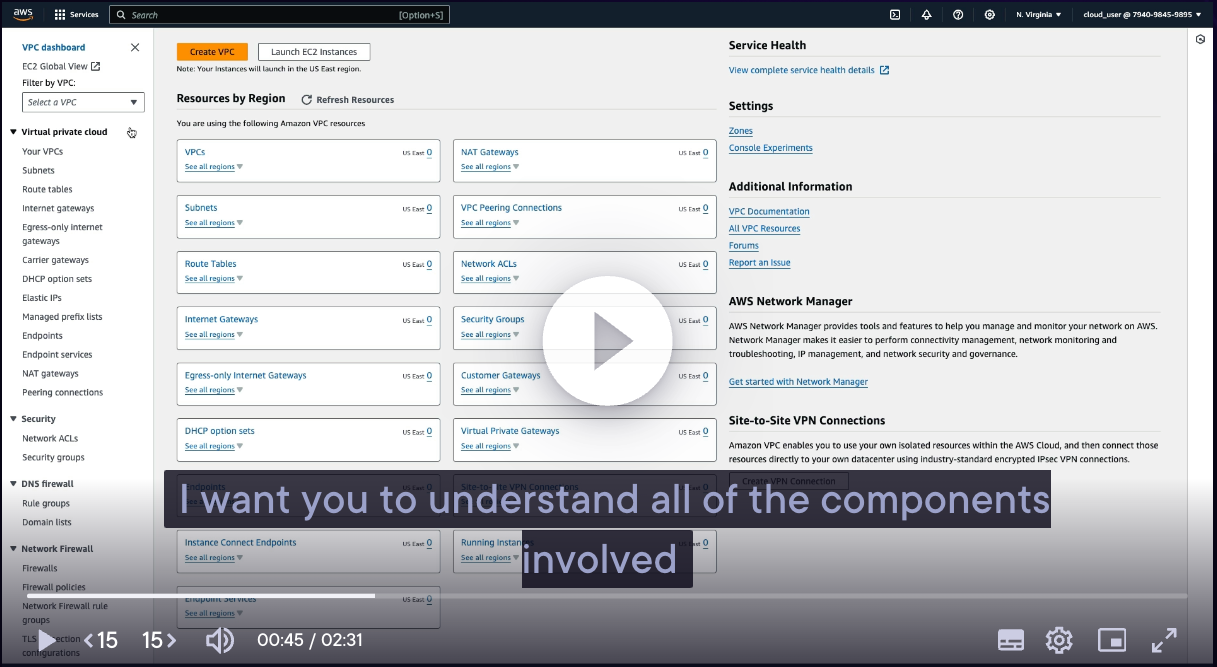 aws
Services
Search
[Option+S]
N. Virginia
cloud_user @ 7940-9845-9895
VPC dashboard
EC2 Global View
Filter by VPC:
Select a VPC
Virtual private cloud
Your VPCs
Subnets
Route tables
Internet gateways
Egress-only internet
gateways
Carrier gateways
DHCP option sets
Elastic IPs
Managed prefix lists
Endpoints
Endpoint services
NAT gateways
Peering connections
Security
Network ACLs
Security groups
DNS firewall
Rule groups
Domain lists
Network Firewall
Firewalls
Firewall policies
Network Firewall rule
groups
configurations
Create VPC
Launch EC2 Instances
Note: Your Instances will launch in the US East region.
Resources by Region
Refresh Resources
You are using the following Amazon VPC resources
VPCs US East 0
See all regions
NAT Gateways US East 0
See all regions
Subnets US East 0
See all regions
VPC Peering Connections US East 0
See all regions
Route Tables US East 0
See all regions
Network ACLs US East 0
See all regions
Internet Gateways US East 0
See all regions
Security Groups US East 0
See all regions
Egress-only Internet Gateways US East 0
See all regions
Customer Gateways US East 0
See all regions
DHCP option sets US East 0
See all regions
Virtual Private Gateways US East 0
See all regions
Endpoints
Site-to-Site VPN Connections
Instance Connect Endpoints US East 0
See all regions
Running 0
See all regions
Endpoint Services US East 0
See all regions
Service Health
View complete service health details
Settings
Zones
Console Experiments
Additional Information
VPC Documentation
All VPC Resources
Forums
Report an Issue
AWS Network Manager
AWS Network Manager provides tools and features to help you manage and monitor your network on AWS.
Network Manager makes it easier to perform connectivity management, network monitoring and
troubleshooting, IP management, and network security and governance.
Get started with Network Manager
Site-to-Site VPN Connections
Amazon VPC enables you to use your own isolated resources within the AWS Cloud, and then connect those
resources directly to your own datacenter using industry-standard encrypted IPsec VPN connections.
Create VPN Connection
I want you to understand all of the components
involved
15
15
00:45 / 02:31